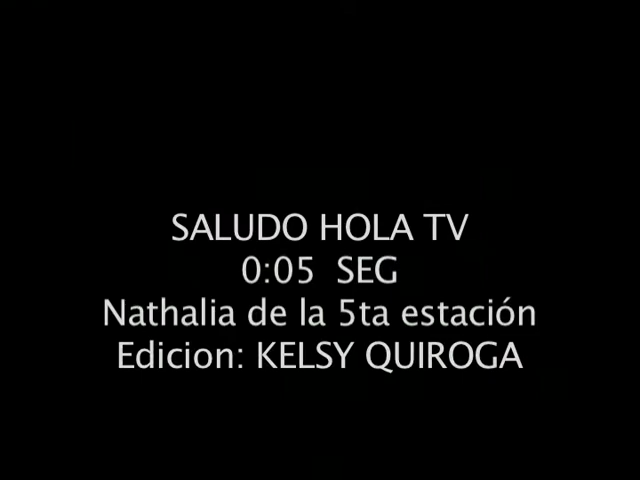 SALUDO HOLA TV
0:05 SEG
Nathalia de la 5ta estación
Edicion: KELSY QUIROGA